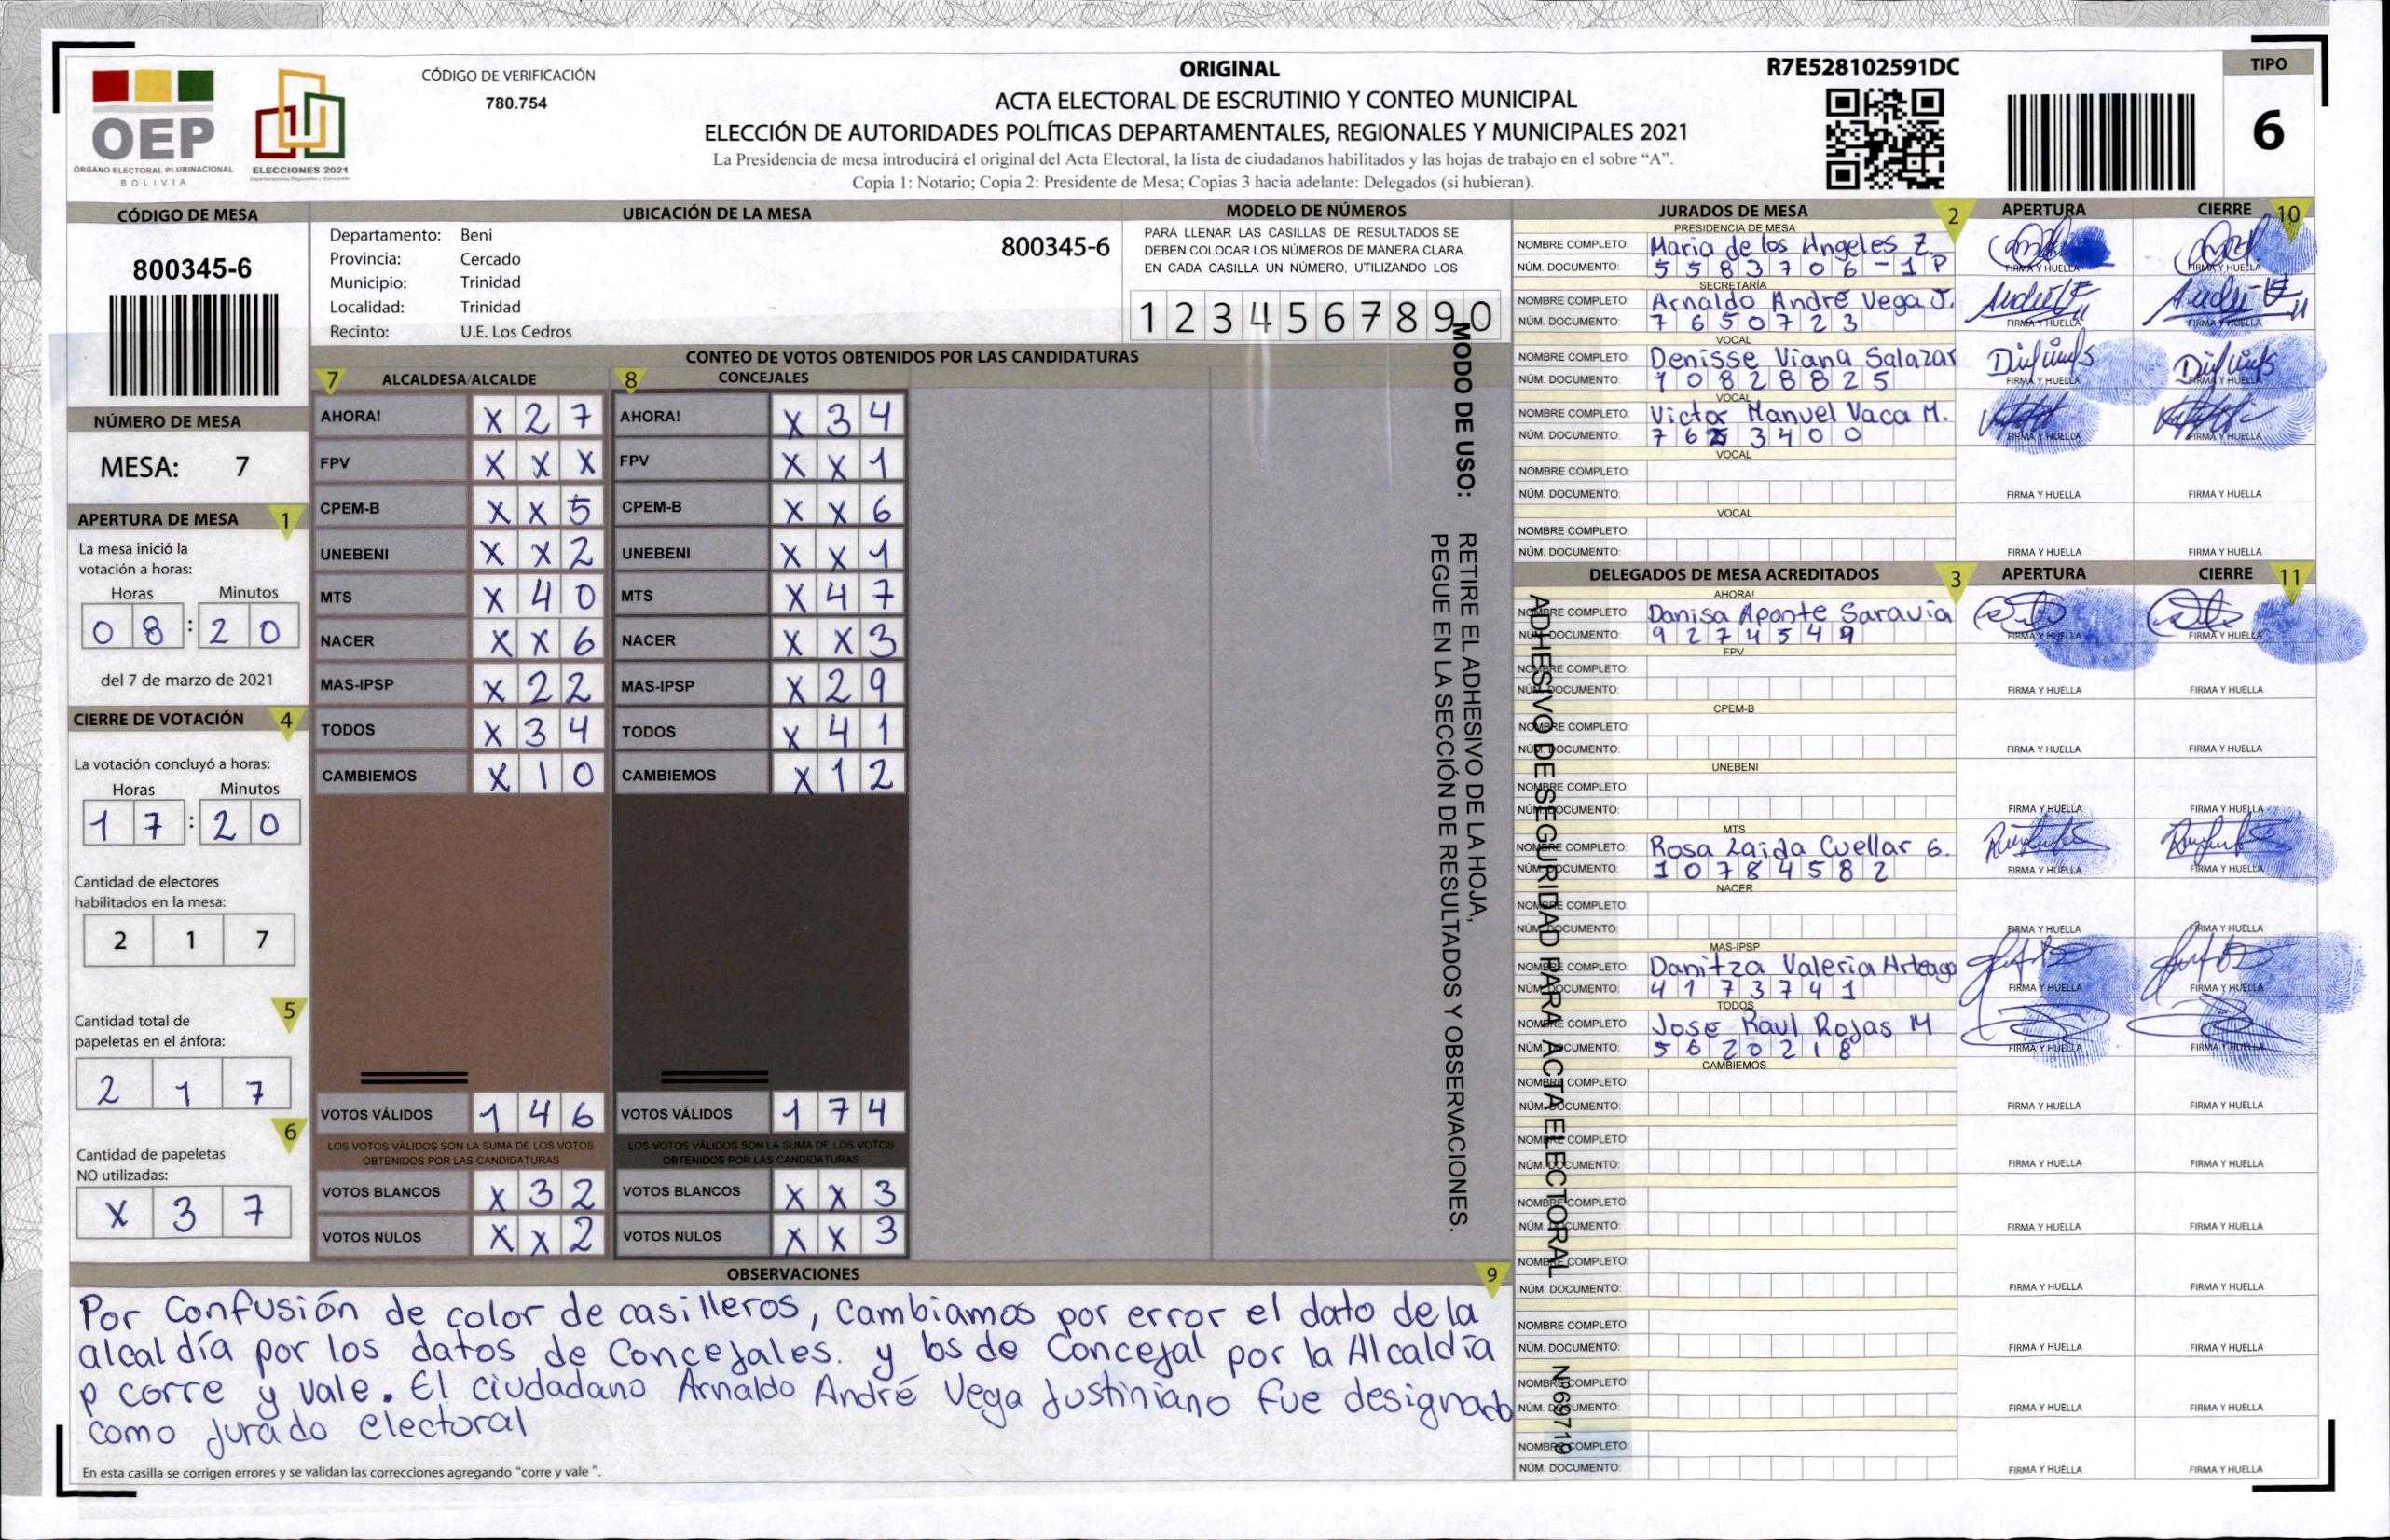 CÓDIGO DE VERIFICACIÓN
780.754
OEP
ÓRGANO ELECTORAL PLURINACIONAL
BOLIVIA
ELECCIONES 2021
ORIGINAL
ACTA ELECTORAL DE ESCRUTINIO Y CONTEO MUNICIPAL
ELECCIÓN DE AUTORIDADES POLÍTICAS DEPARTAMENTALES, REGIONALES Y MUNICIPALES 2021
La Presidencia de mesa introducirá el original del Acta Electoral, la lista de ciudadanos habilitados y las hojas de trabajo en el sobre “A”.
Copia 1: Notario; Copia 2: Presidente de Mesa; Copias 3 hacia adelante: Delegados (si hubieran).
R7E528102591DC
TIPO
6
CÓDIGO DE MESA
800345-6
NÚMERO DE MESA
MESA: 7
APERTURA DE MESA 1
La mesa inició la
votación a horas:
Horas Minutos
08:20
del 7 de marzo de 2021
CIERRE DE VOTACIÓN 4
La votación concluyó a horas:
Horas Minutos
17:20
Cantidad de electores
habilitados en la mesa:
2 1 7
5
Cantidad total de
papeletas en el ánfora:
2 1 7
6
Cantidad de papeletas
NO utilizadas:
X 3 7
UBICACIÓN DE LA MESA
Departamento: Beni
Provincia: Cercado
Municipio: Trinidad
Localidad: Trinidad
Recinto: U.E. Los Cedros
800345-6
MODELO DE NÚMEROS
PARA LLENAR LAS CASILLAS DE RESULTADOS SE
DEBEN COLOCAR LOS NÚMEROS DE MANERA CLARA.
EN CADA CASILLA UN NÚMERO, UTILIZANDO LOS
1 2 3 4 5 6 7 8 9 0
CONTEO DE VOTOS OBTENIDOS POR LAS CANDIDATURAS
7 ALCALDESA/ALCALDE 8 CONCEJALES
AHORA! X 2 7 AHORA! X 3 4
FPV X X X FPV X X 1
CPEM-B X X 5 CPEM-B X X 6
UNEBENI X X 2 UNEBENI X X 1
MTS X 4 0 MTS X 4 7
NACER X X 6 NACER X X 3
MAS-IPSP X 2 2 MAS-IPSP X 2 9
TODOS X 3 4 TODOS X 4 1
CAMBIEMOS X 1 0 CAMBIEMOS X 1 2
VOTOS VÁLIDOS 1 4 6 VOTOS VÁLIDOS 1 7 4
LOS VOTOS VÁLIDOS SON LA SUMA DE LOS VOTOS LOS VOTOS VÁLIDOS SON LA SUMA DE LOS VOTOS
OBTENIDOS POR LAS CANDIDATURAS OBTENIDOS POR LAS CANDIDATURAS
VOTOS BLANCOS X 3 2 VOTOS BLANCOS X X 3
VOTOS NULOS X X 2 VOTOS NULOS X X 3
MODO DE USO: RETIRE EL ADHESIVO DE LA HOJA,
PEGUE EN LA SECCIÓN DE RESULTADOS Y OBSERVACIONES.
ADHESIVO DE SEGURIDAD PARA ACTA ELECTORAL Nº 69719
OBSERVACIONES 9
Por Confusión de color de casilleros, cambiamos por error el dato de la
alcaldía por los datos de Concejales. y los de Concejal por la Alcaldía
p corre y vale. El ciudadano Arnaldo André Vega Justiniano fue designado
como jurado electoral
En esta casilla se corrigen errores y se validan las correcciones agregando “corre y vale ”.
JURADOS DE MESA 2 APERTURA CIERRE 10
PRESIDENCIA DE MESA
NOMBRE COMPLETO: Maria de los Angeles Z.
NÚM. DOCUMENTO: 5583706-1P FIRMA Y HUELLA FIRMA Y HUELLA
SECRETARÍA
NOMBRE COMPLETO: Arnaldo André Vega J.
NÚM. DOCUMENTO: 7650723 FIRMA Y HUELLA FIRMA Y HUELLA
VOCAL
NOMBRE COMPLETO: Denisse Viana Salazar
NÚM. DOCUMENTO: 10828825 FIRMA Y HUELLA FIRMA Y HUELLA
VOCAL
NOMBRE COMPLETO: Victor Manuel Vaca M.
NÚM. DOCUMENTO: FIRMA Y HUELLA FIRMA Y HUELLA
VOCAL
NOMBRE COMPLETO:
NÚM. DOCUMENTO: FIRMA Y HUELLA FIRMA Y HUELLA
VOCAL
NOMBRE COMPLETO:
NÚM. DOCUMENTO: FIRMA Y HUELLA FIRMA Y HUELLA
DELEGADOS DE MESA ACREDITADOS 3 APERTURA CIERRE 11
AHORA!
NOMBRE COMPLETO: Danisa Aponte Saravia
NÚM. DOCUMENTO: 9274549 FIRMA Y HUELLA FIRMA Y HUELLA
FPV
NOMBRE COMPLETO:
NÚM. DOCUMENTO: FIRMA Y HUELLA FIRMA Y HUELLA
CPEM-B
NOMBRE COMPLETO:
NÚM. DOCUMENTO: FIRMA Y HUELLA FIRMA Y HUELLA
UNEBENI
NOMBRE COMPLETO:
NÚM. DOCUMENTO: FIRMA Y HUELLA FIRMA Y HUELLA
MTS
NOMBRE COMPLETO: Rosa Zaida Cuellar G.
NÚM. DOCUMENTO: 10784582 FIRMA Y HUELLA FIRMA Y HUELLA
NACER
NOMBRE COMPLETO:
NÚM. DOCUMENTO: FIRMA Y HUELLA FIRMA Y HUELLA
MAS-IPSP
NOMBRE COMPLETO: Danitza Valeria Arteaga
NÚM. DOCUMENTO: 4173741 FIRMA Y HUELLA FIRMA Y HUELLA
TODOS
NOMBRE COMPLETO: Jose Raul Rojas M
NÚM. DOCUMENTO: 5620218 FIRMA Y HUELLA FIRMA Y HUELLA
CAMBIEMOS
NOMBRE COMPLETO:
NÚM. DOCUMENTO: FIRMA Y HUELLA FIRMA Y HUELLA
NOMBRE COMPLETO:
NÚM. DOCUMENTO: FIRMA Y HUELLA FIRMA Y HUELLA
NOMBRE COMPLETO:
NÚM. DOCUMENTO: FIRMA Y HUELLA FIRMA Y HUELLA
NOMBRE COMPLETO:
NÚM. DOCUMENTO: FIRMA Y HUELLA FIRMA Y HUELLA
NOMBRE COMPLETO:
NÚM. DOCUMENTO: FIRMA Y HUELLA FIRMA Y HUELLA
NOMBRE COMPLETO:
NÚM. DOCUMENTO: FIRMA Y HUELLA FIRMA Y HUELLA
NOMBRE COMPLETO:
NÚM. DOCUMENTO: FIRMA Y HUELLA FIRMA Y HUELLA